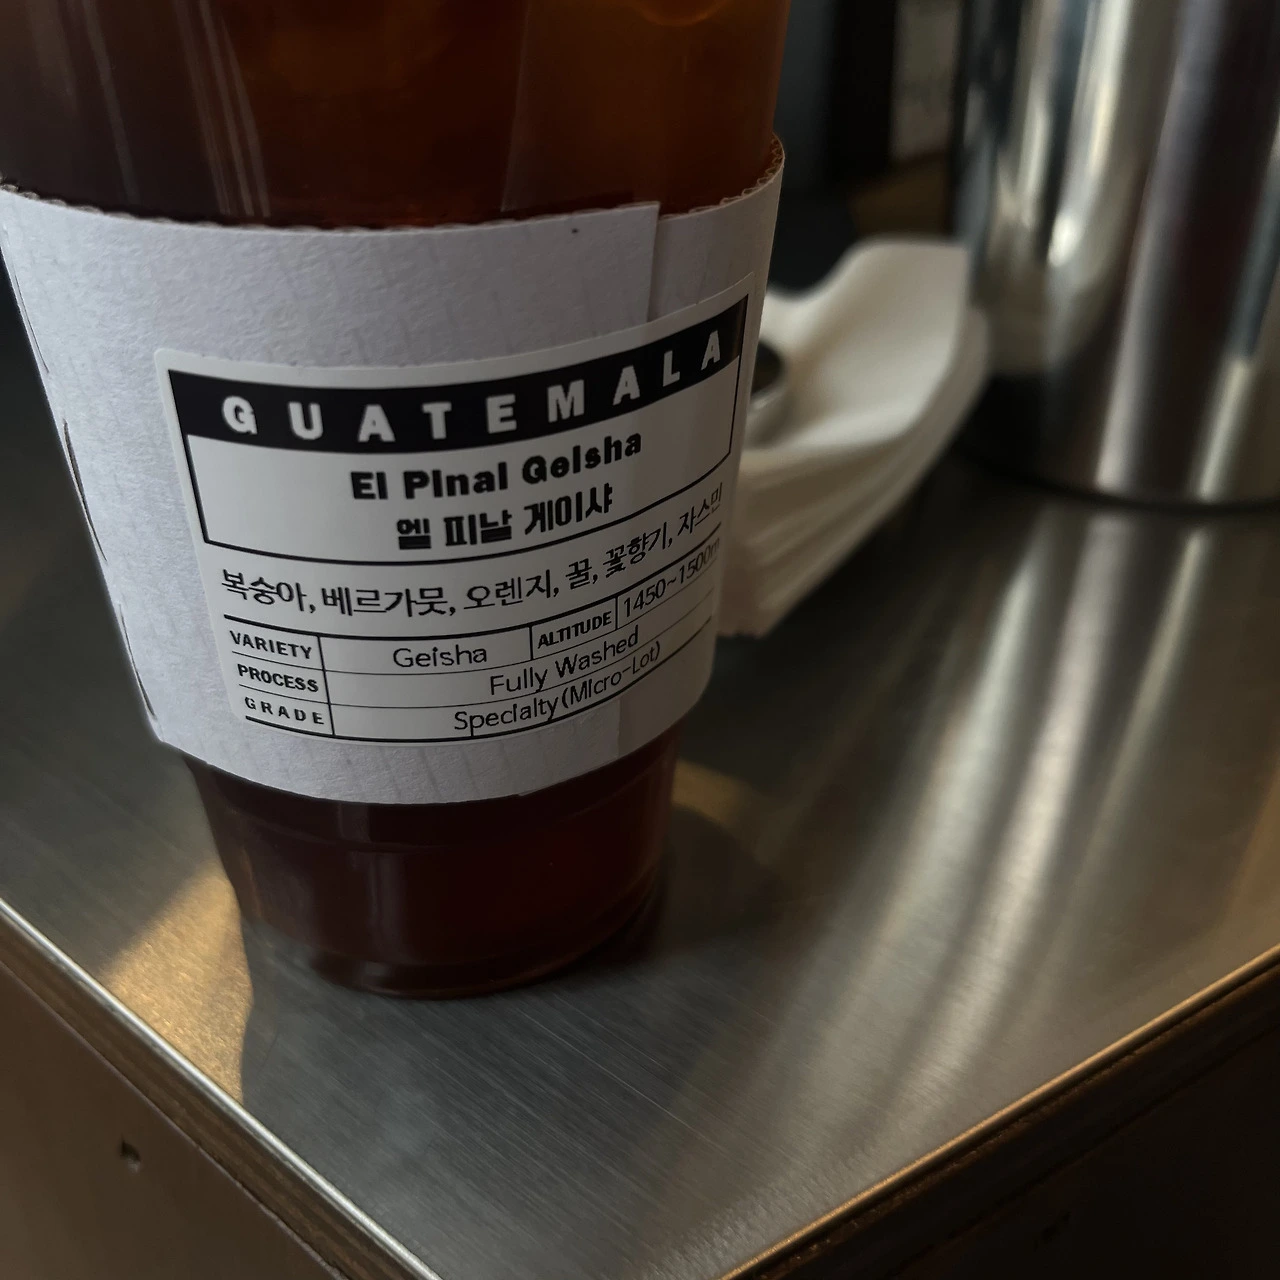 GUATEMALA
El Pinal Geisha
엘 피날 게이샤
복숭아, 베르가못, 오렌지, 꿀, 꽃향기, 자스민
VARIETY Geisha ALTITUDE 1450~1500m
PROCESS Fully Washed
GRADE Specialty(Micro-Lot)